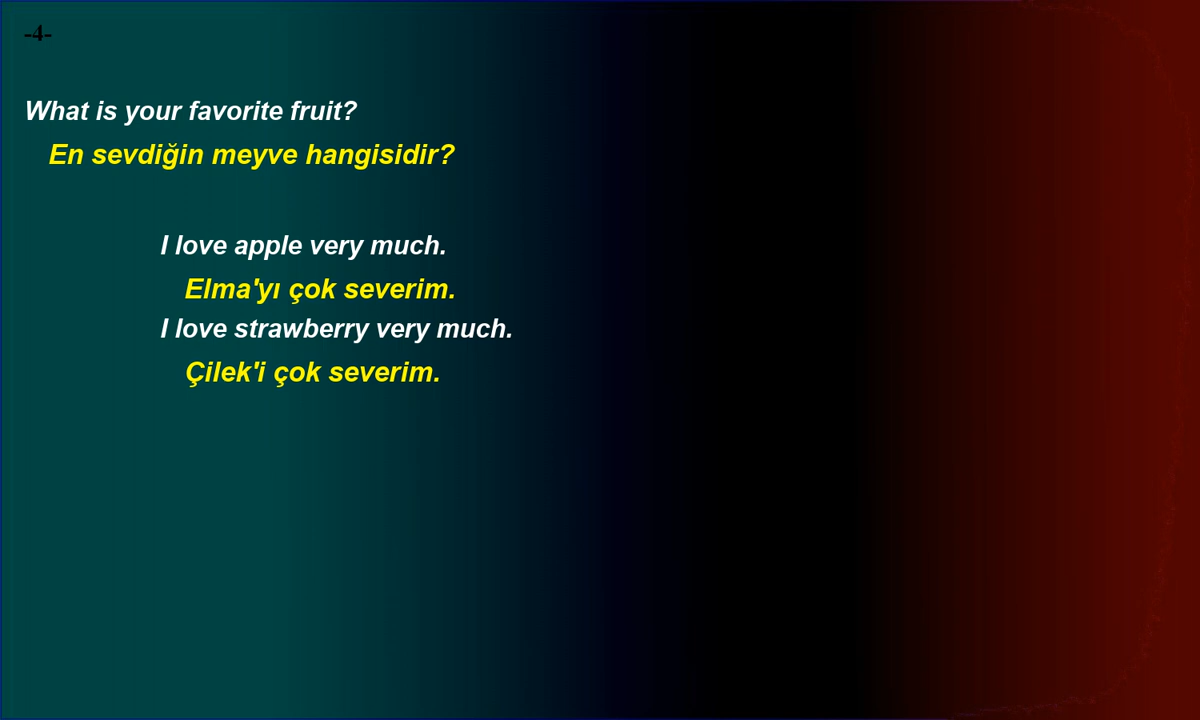 -4-
What is your favorite fruit?
En sevdiğin meyve hangisidir?
I love apple very much.
Elma'yı çok severim.
I love strawberry very much.
Çilek'i çok severim.